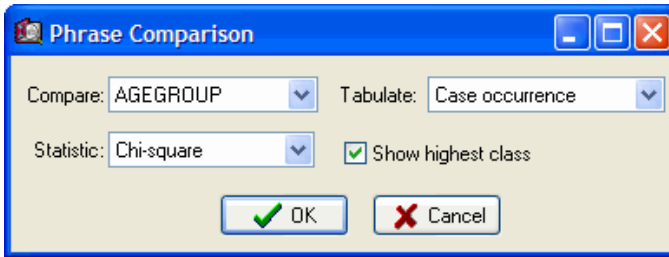 Phrase Comparison
Compare: AGEGROUP Tabulate: Case occurrence
Statistic: Chi-square Show highest class
OK Cancel